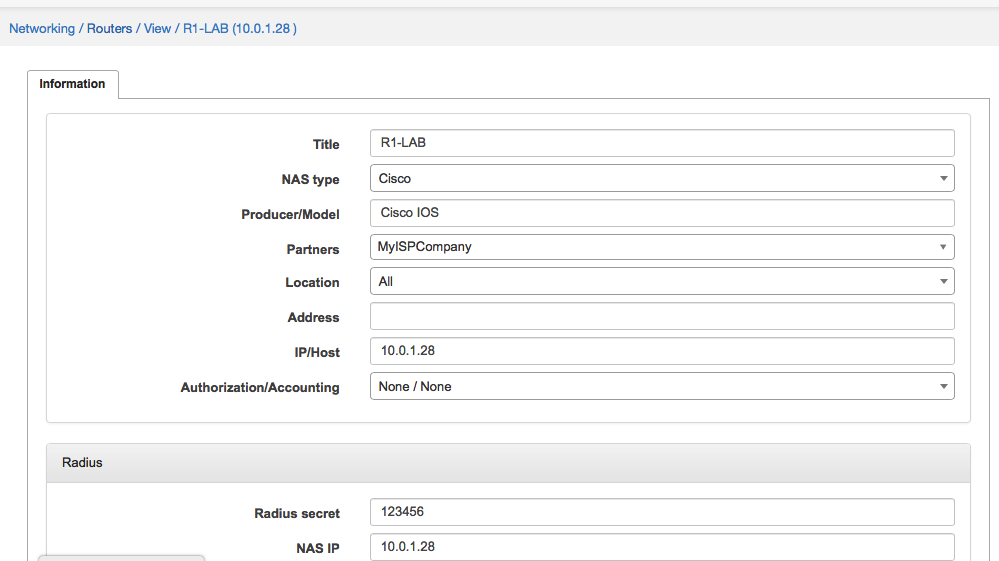 Networking / Routers / View / R1-LAB (10.0.1.28 )
Information
Title R1-LAB
NAS type Cisco
Producer/Model Cisco IOS
Partners MyISPCompany
Location All
Address
IP/Host 10.0.1.28
Authorization/Accounting None / None
Radius
Radius secret 123456
NAS IP 10.0.1.28